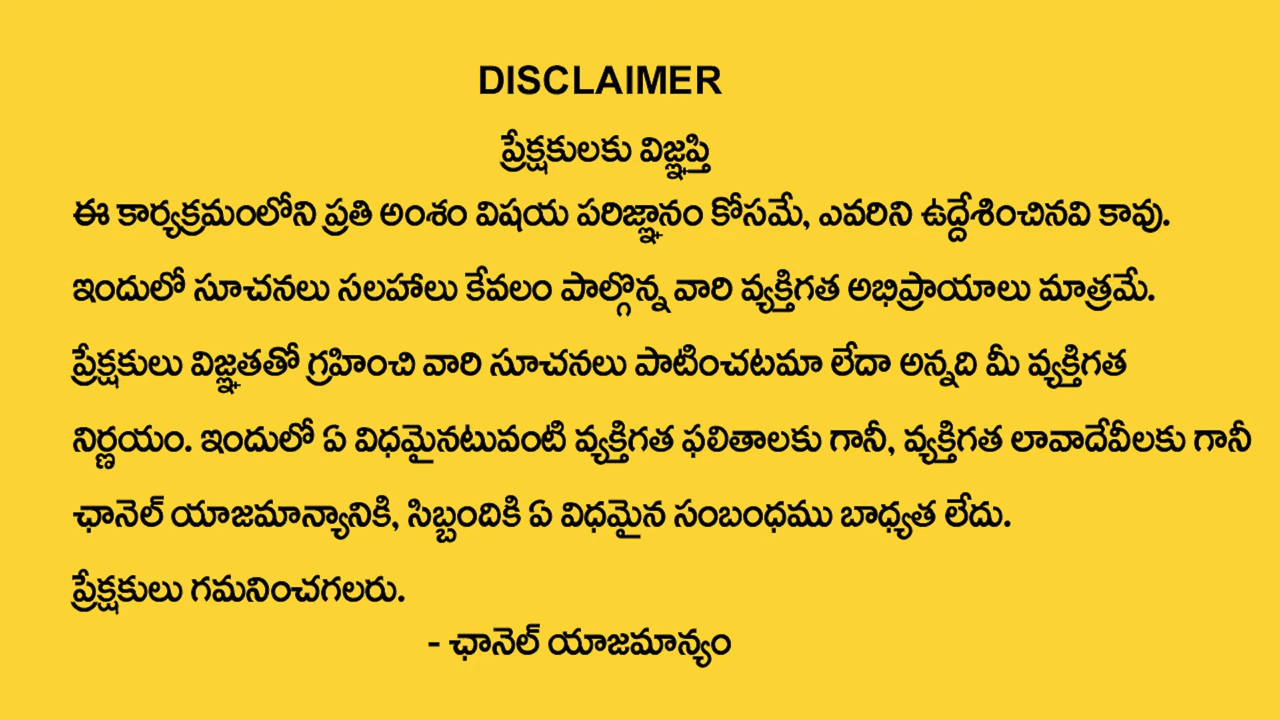 DISCLAIMER
ప్రేక్షకులకు విజ్ఞప్తి
ఈ కార్యక్రమంలోని ప్రతి అంశం విషయ పరిజ్ఞానం కోసమే, ఎవరిని ఉద్దేశించినవి కావు.
ఇందులో సూచనలు సలహాలు కేవలం పాల్గొన్న వారి వ్యక్తిగత అభిప్రాయాలు మాత్రమే.
ప్రేక్షకులు విజ్ఞతతో గ్రహించి వారి సూచనలు పాటించటమా లేదా అన్నది మీ వ్యక్తిగత
నిర్ణయం. ఇందులో ఏ విధమైనటువంటి వ్యక్తిగత ఫలితాలకు గానీ, వ్యక్తిగత లావాదేవీలకు గానీ
ఛానెల్ యాజమాన్యానికి, సిబ్బందికి ఏ విధమైన సంబంధము బాధ్యత లేదు.
ప్రేక్షకులు గమనించగలరు.
- ఛానెల్ యాజమాన్యం